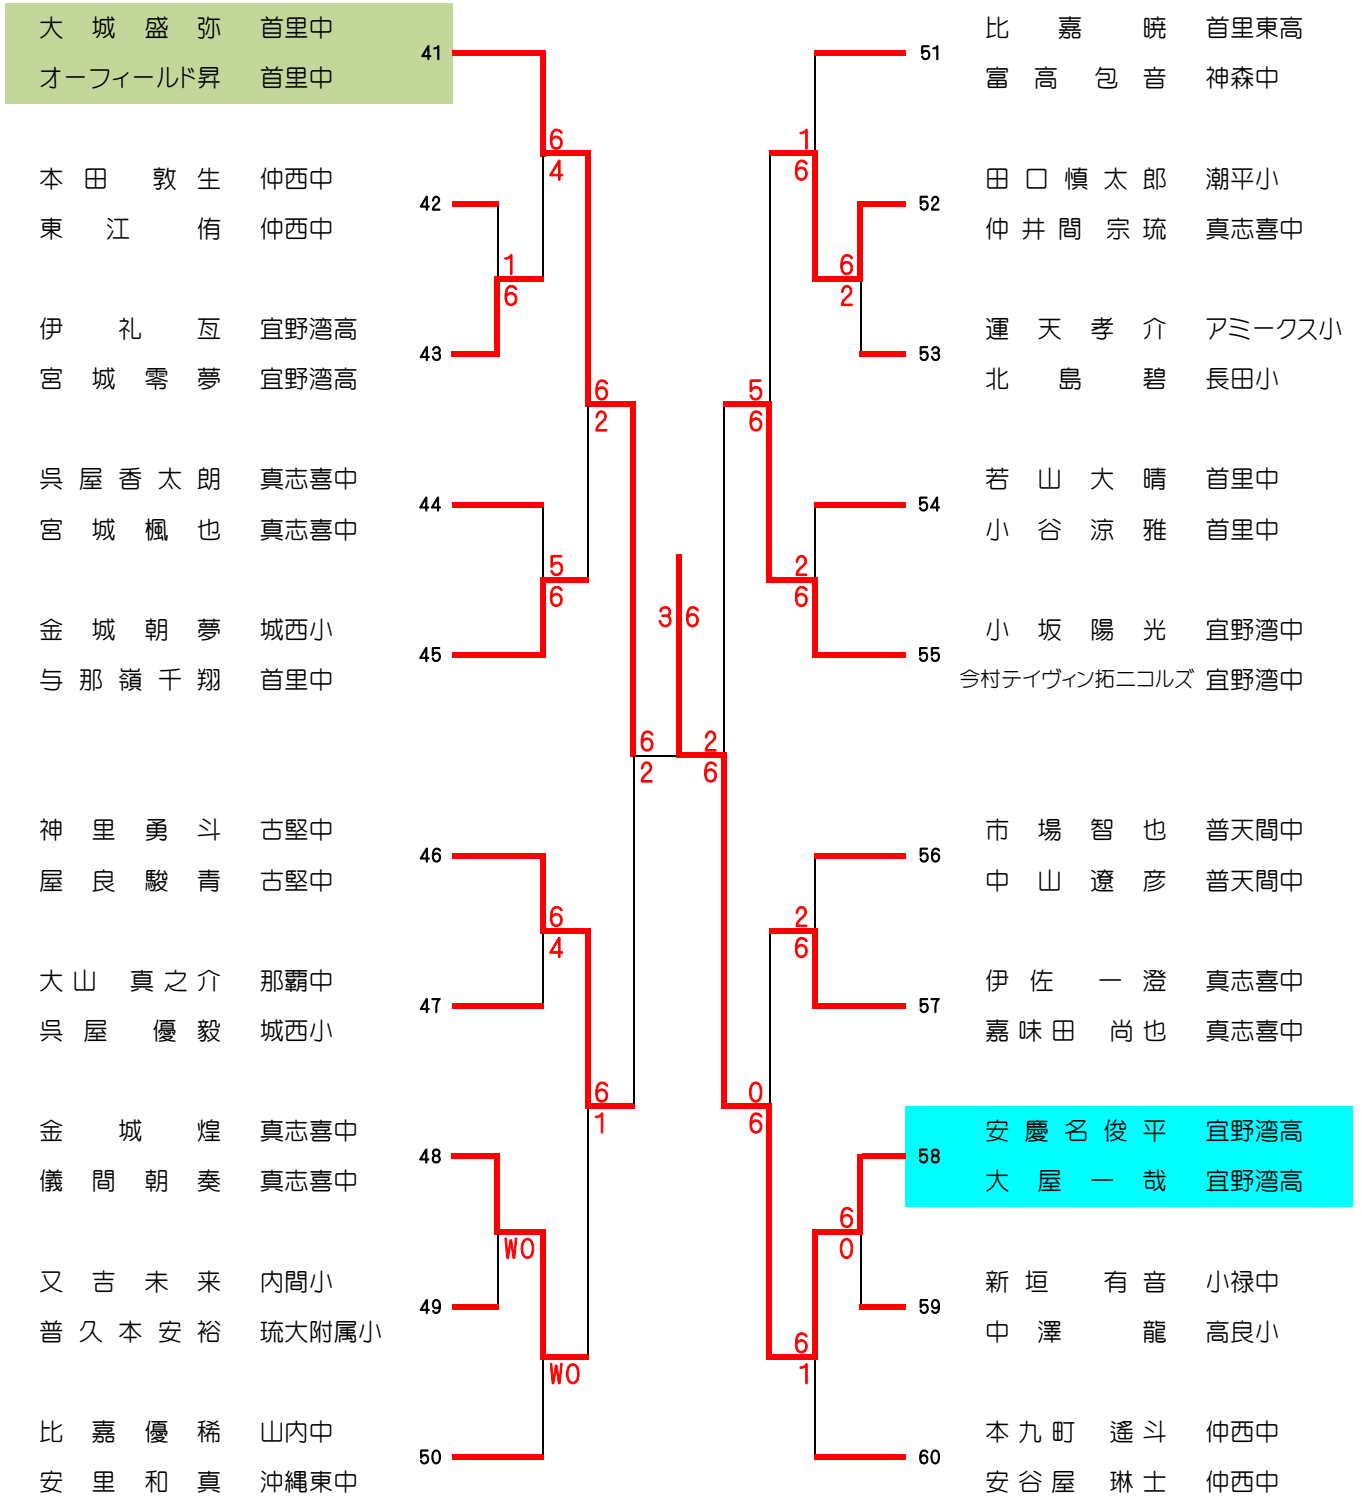 大城盛弥 首里中
41
オーフィールド昇 首里中
6
4
本田 敦生 仲西中
42
東江 侑 仲西中
1
6
伊礼亙 宜野湾高
43
宮城零夢 宜野湾高
6
2
呉屋香太朗 真志喜中
44
宮城楓也 真志喜中
5
6
金城朝夢 城西小
45
与那嶺千翔 首里中
6
2
神里勇斗 古堅中
46
屋良駿青 古堅中
6
4
大山 真之介 那覇中
47
呉屋 優毅 城西小
6
1
金城煌 真志喜中
48
儀間朝奏 真志喜中
WO
又吉未来 内間小
49
普久本安裕 琉大附属小
WO
比嘉優稀 山内中
50
安里和真 沖縄東中
3 6
比嘉暁 首里東高
51
富高包音 神森中
1
6
田口慎太郎 潮平小
52
仲井間宗琉 真志喜中
6
2
運天孝介 アミークス小
53
北島碧 長田小
5
6
若山大晴 首里中
54
小谷涼雅 首里中
2
6
小坂陽光 宜野湾中
55
今村テイヴィン拓ニコルズ 宜野湾中
2
6
市場智也 普天間中
56
中山遼彦 普天間中
2
6
伊佐 一澄 真志喜中
57
嘉味田 尚也 真志喜中
0
6
安慶名俊平 宜野湾高
58
大屋一哉 宜野湾高
6
0
新垣 有音 小禄中
59
中澤 龍 高良小
6
1
本九町 遙斗 仲西中
60
安谷屋 琳士 仲西中